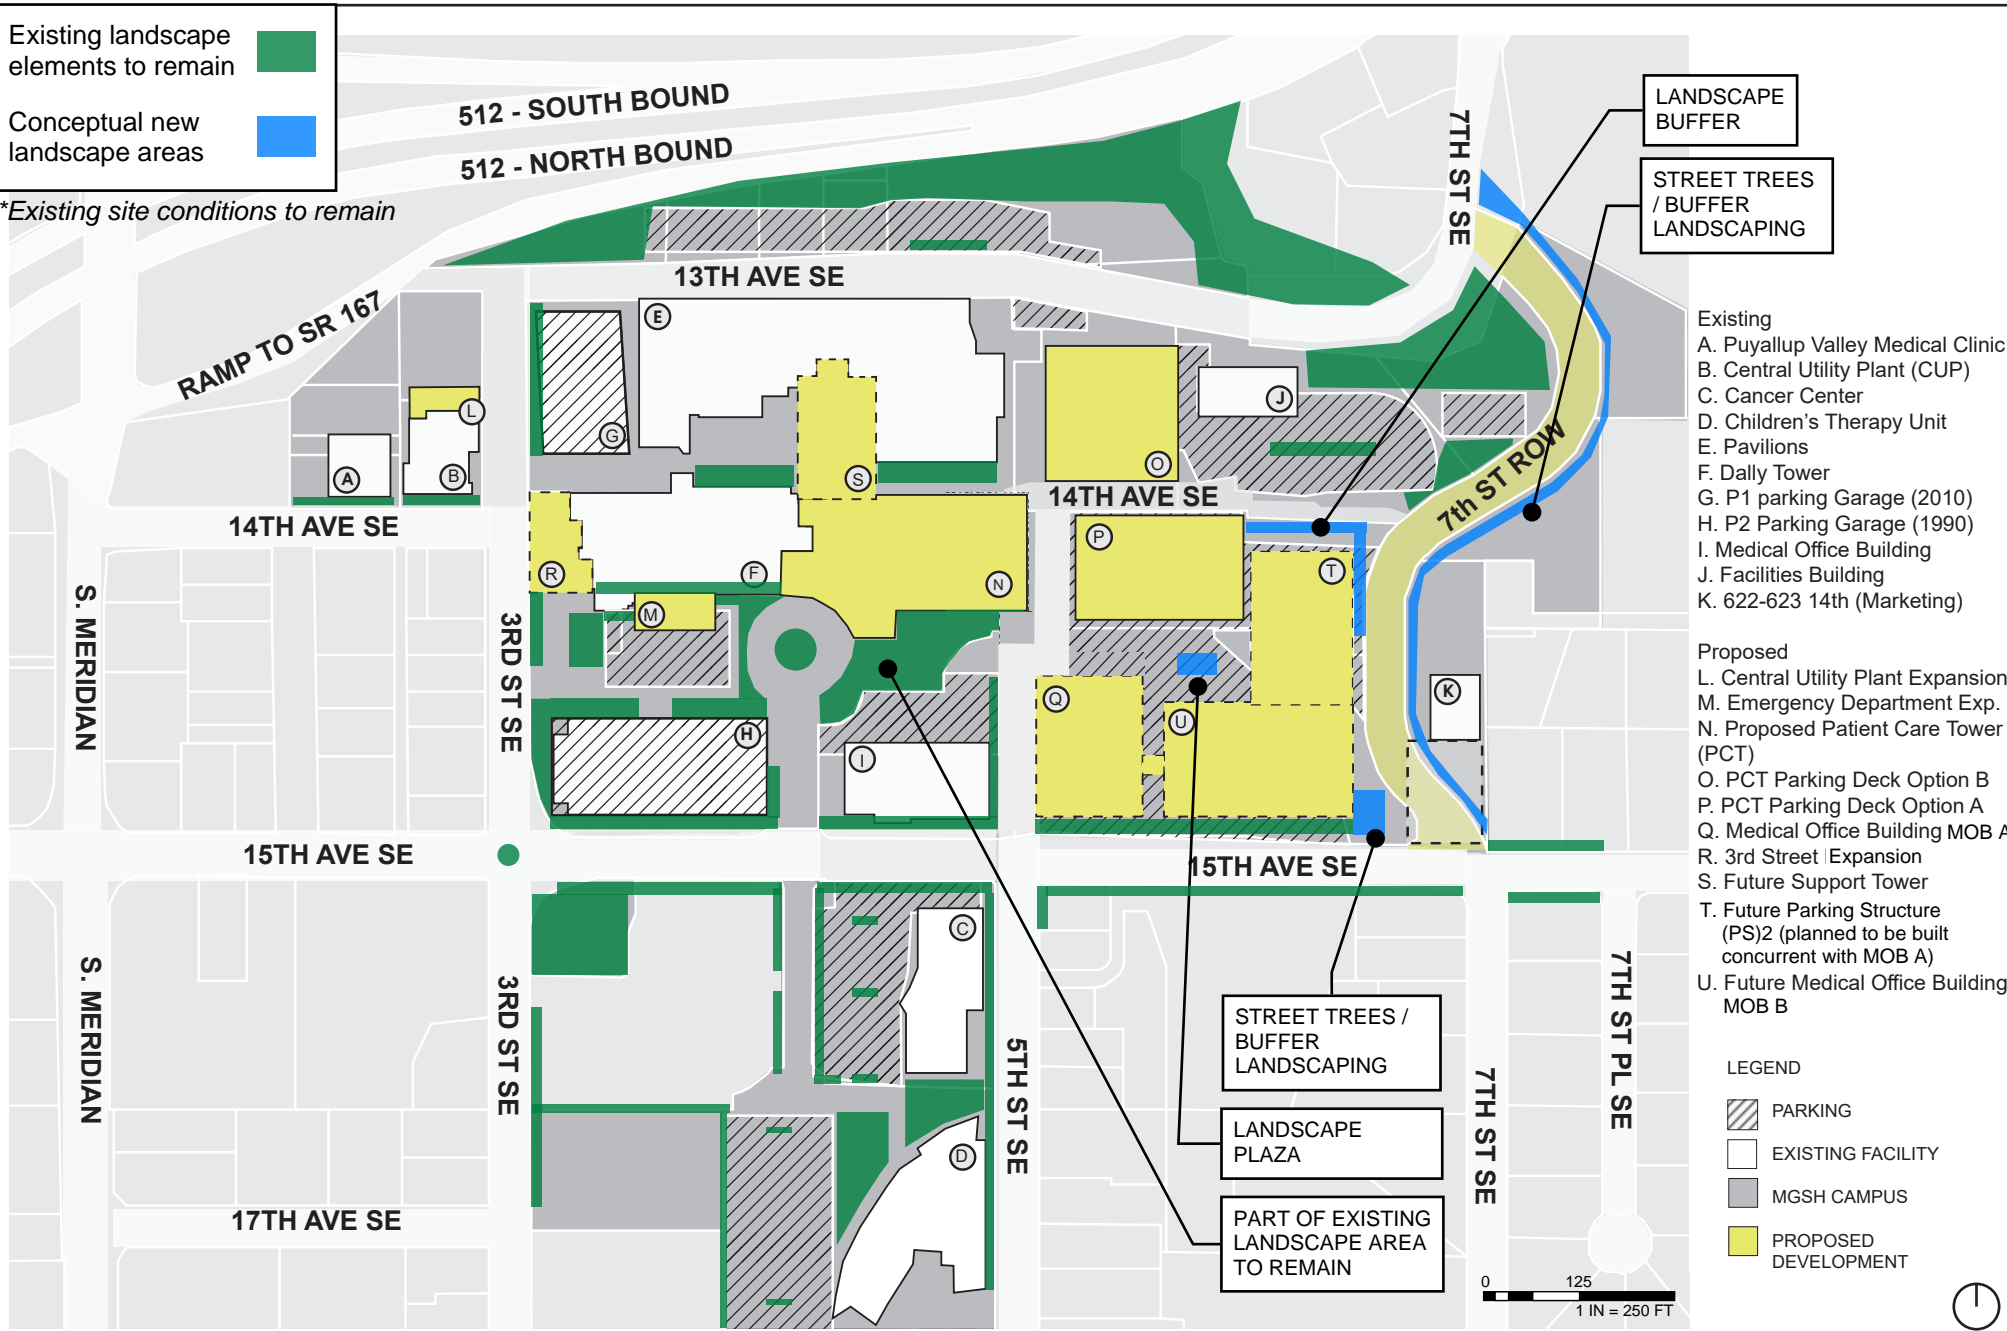 Existing landscape
elements to remain
Conceptual new
landscape areas
*Existing site conditions to remain
512 - SOUTH BOUND
512 - NORTH BOUND
RAMP TO SR 167
13TH AVE SE
7TH ST SE
LANDSCAPE
BUFFER
STREET TREES
/ BUFFER
LANDSCAPING
E
G
L
A
B
J
O
S
14TH AVE SE
14TH AVE SE
7th ST ROW
P
R
F
N
T
M
S. MERIDIAN
3RD ST SE
Q
U
K
H
I
15TH AVE SE
15TH AVE SE
C
D
S. MERIDIAN
3RD ST SE
5TH ST SE
7TH ST SE
7TH ST PL SE
17TH AVE SE
STREET TREES /
BUFFER
LANDSCAPING
LANDSCAPE
PLAZA
PART OF EXISTING
LANDSCAPE AREA
TO REMAIN
Existing
A. Puyallup Valley Medical Clinic
B. Central Utility Plant (CUP)
C. Cancer Center
D. Children's Therapy Unit
E. Pavilions
F. Dally Tower
G. P1 parking Garage (2010)
H. P2 Parking Garage (1990)
I. Medical Office Building
J. Facilities Building
K. 622-623 14th (Marketing)
Proposed
L. Central Utility Plant Expansion
M. Emergency Department Exp.
N. Proposed Patient Care Tower
(PCT)
O. PCT Parking Deck Option B
P. PCT Parking Deck Option A
Q. Medical Office Building MOB A
R. 3rd Street Expansion
S. Future Support Tower
T. Future Parking Structure
(PS)2 (planned to be built
concurrent with MOB A)
U. Future Medical Office Building
MOB B
LEGEND
PARKING
EXISTING FACILITY
MGSH CAMPUS
PROPOSED
DEVELOPMENT
0 125
1 IN = 250 FT